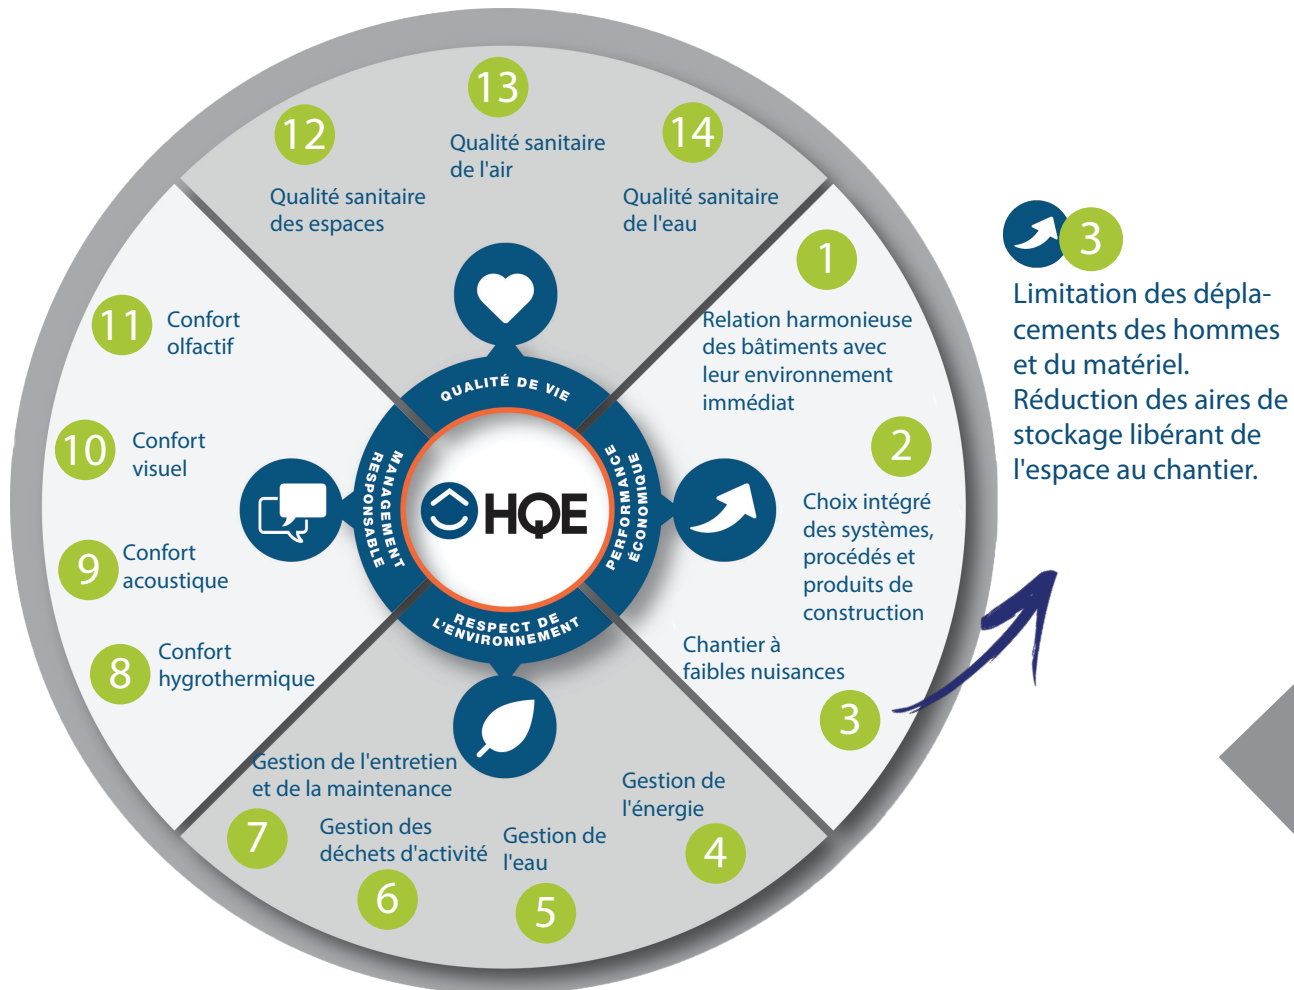 13
Qualité sanitaire
de l'air
12
Qualité sanitaire
des espaces
14
Qualité sanitaire
de l'eau
1
Relation harmonieuse
des bâtiments avec
leur environnement
immédiat
2
Choix intégré
des systèmes,
procédés et
produits de
construction
Chantier à
faibles nuisances
3
Gestion de
l'énergie
4
Gestion de
l'eau
5
Gestion des
déchets d'activité
6
Gestion de l'entretien
et de la maintenance
7
8
Confort
hygrothermique
9
Confort
acoustique
10
Confort
visuel
11
Confort
olfactif
QUALITÉ DE VIE
PERFORMANCE
ÉCONOMIQUE
RESPECT DE
L'ENVIRONNEMENT
MANAGEMENT
RESPONSABLE
HQE
3
Limitation des dépla-
cements des hommes
et du matériel.
Réduction des aires de
stockage libérant de
l'espace au chantier.